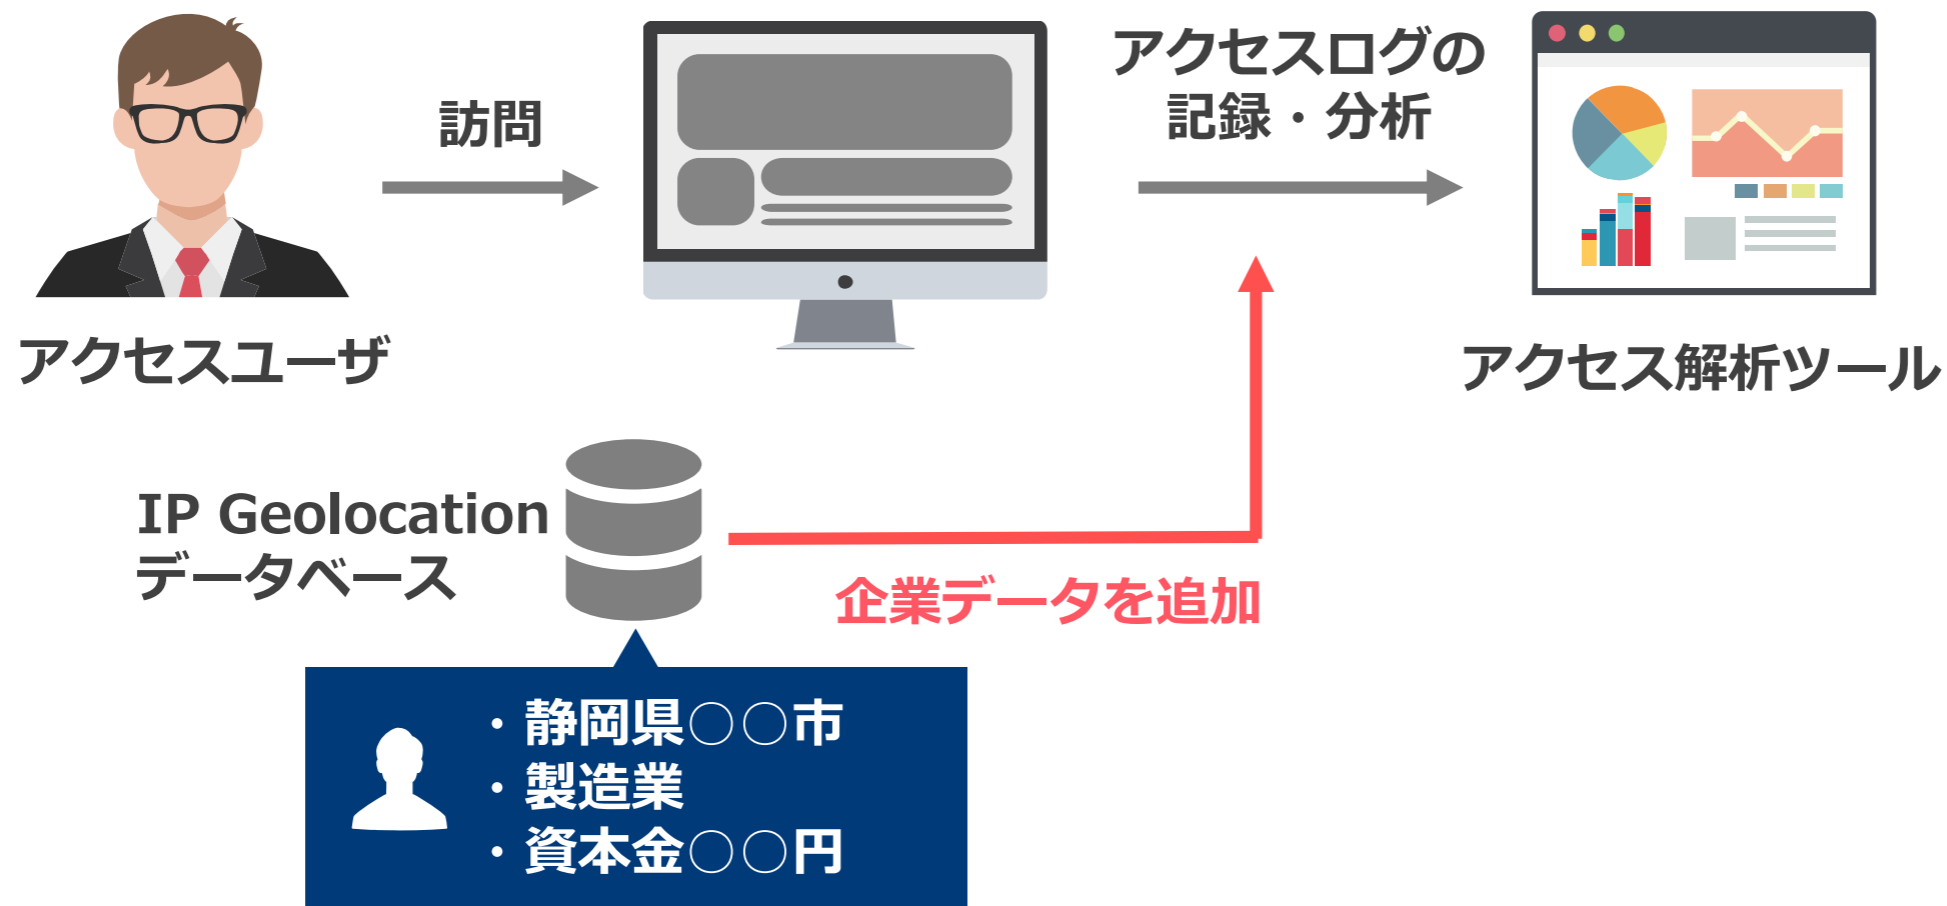 訪問
アクセスログの
記録・分析
アクセスユーザ
アクセス解析ツール
IP Geolocation
データベース
企業データを追加
・静岡県○○市
・製造業
・資本金○○円